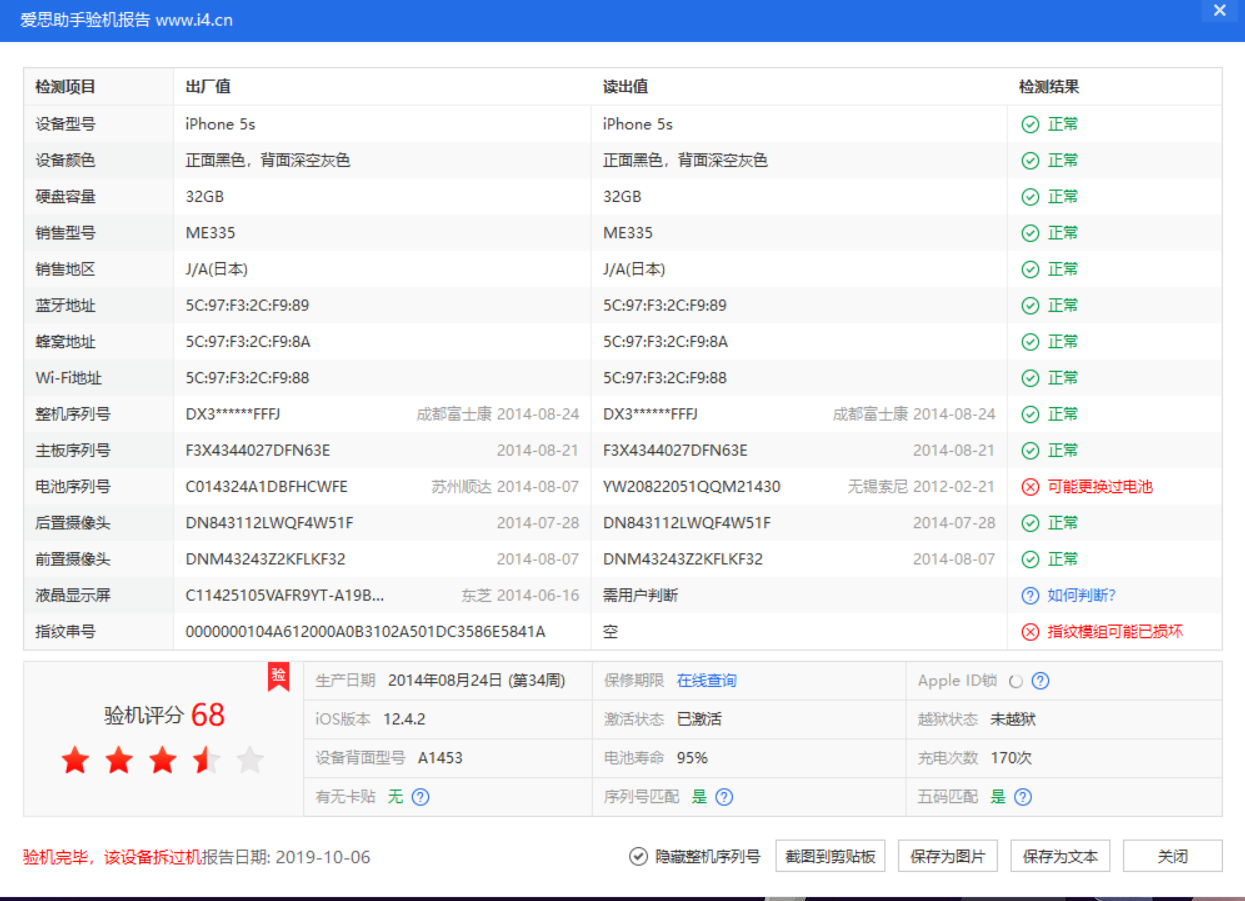 爱思助手验机报告 www.i4.cn
检测项目 出厂值 读出值 检测结果
设备型号 iPhone 5s iPhone 5s 正常
设备颜色 正面黑色，背面深空灰色 正面黑色，背面深空灰色 正常
硬盘容量 32GB 32GB 正常
销售型号 ME335 ME335 正常
销售地区 J/A(日本) J/A(日本) 正常
蓝牙地址 5C:97:F3:2C:F9:89 5C:97:F3:2C:F9:89 正常
蜂窝地址 5C:97:F3:2C:F9:8A 5C:97:F3:2C:F9:8A 正常
Wi-Fi地址 5C:97:F3:2C:F9:88 5C:97:F3:2C:F9:88 正常
整机序列号 DX3******FFFJ 成都富士康 2014-08-24 DX3******FFFJ 成都富士康 2014-08-24 正常
主板序列号 F3X4344027DFN63E 2014-08-21 F3X4344027DFN63E 2014-08-21 正常
电池序列号 C014324A1DBFHCWFE 苏州顺达 2014-08-07 YW20822051QQM21430 无锡索尼 2012-02-21 可能更换过电池
后置摄像头 DN843112LWQF4W51F 2014-07-28 DN843112LWQF4W51F 2014-07-28 正常
前置摄像头 DNM43243Z2KFLKF32 2014-08-07 DNM43243Z2KFLKF32 2014-08-07 正常
液晶显示屏 C11425105VAFR9YT-A19B... 东芝 2014-06-16 需用户判断 如何判断?
指纹串号 0000000104A612000A0B3102A501DC3586E5841A 空 指纹模组可能已损坏
验
验机评分 68
生产日期 2014年08月24日 (第34周) 保修期限 在线查询 Apple ID锁
iOS版本 12.4.2 激活状态 已激活 越狱状态 未越狱
设备背面型号 A1453 电池寿命 95% 充电次数 170次
有无卡贴 无 序列号匹配 是 五码匹配 是
验机完毕，该设备拆过机报告日期: 2019-10-06 隐藏整机序列号 截图到剪贴板 保存为图片 保存为文本 关闭